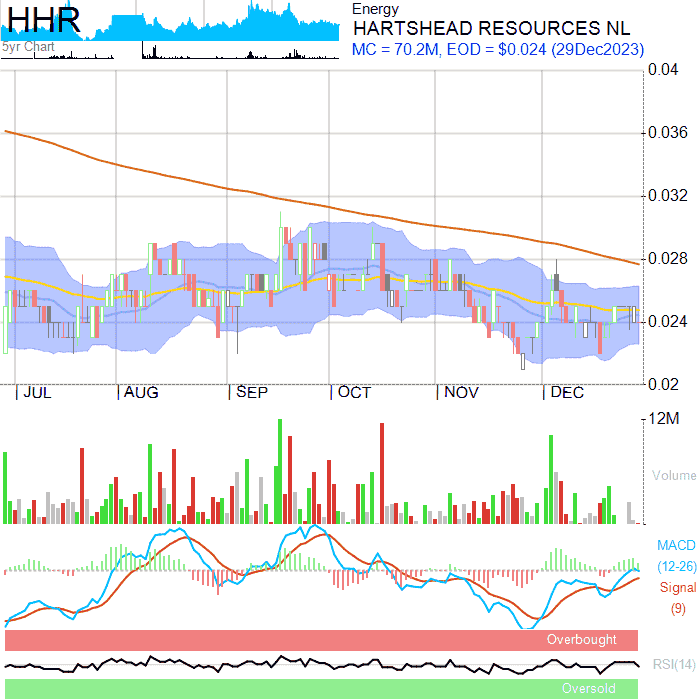 HHR
5yr Chart
Energy
HARTSHEAD RESOURCES NL
MC = 70.2M, EOD = $0.024 (29Dec2023)
0.04
0.036
0.032
0.028
0.024
0.02
JUL AUG SEP OCT NOV DEC
12M
Volume
MACD
(12-26)
Signal
(9)
Overbought
RSI(14)
Oversold